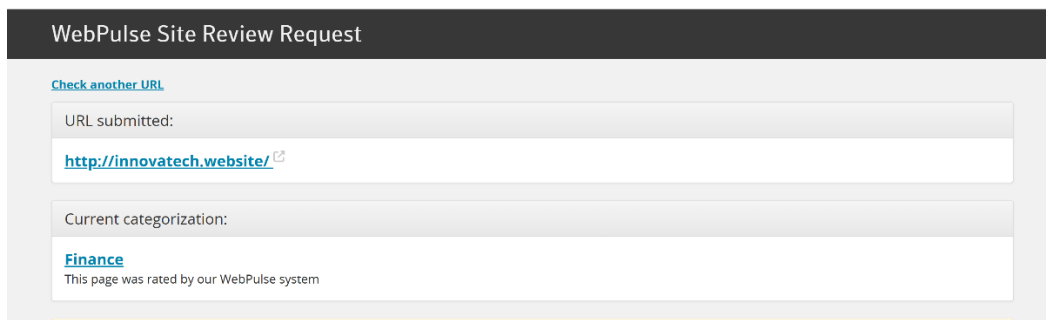 WebPulse Site Review Request
Check another URL
URL submitted:
http://innovatech.website/
Current categorization:
Finance
This page was rated by our WebPulse system